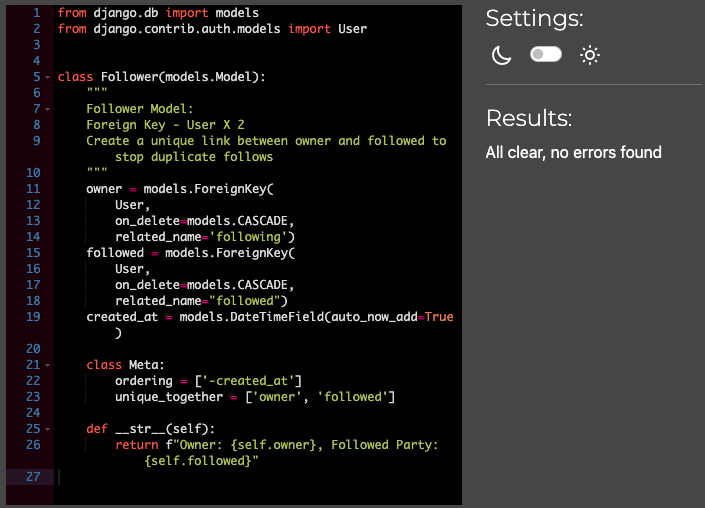 1 from django.db import models
2 from django.contrib.auth.models import User
3
4
5 class Follower(models.Model):
6 """
7 Follower Model:
8 Foreign Key - User X 2
9 Create a unique link between owner and followed to
stop duplicate follows
10 """
11 owner = models.ForeignKey(
12 User,
13 on_delete=models.CASCADE,
14 related_name='following')
15 followed = models.ForeignKey(
16 User,
17 on_delete=models.CASCADE,
18 related_name="followed")
19 created_at = models.DateTimeField(auto_now_add=True
)
20
21 class Meta:
22 ordering = ['-created_at']
23 unique_together = ['owner', 'followed']
24
25 def __str__(self):
26 return f"Owner: {self.owner}, Followed Party:
{self.followed}"
27
Settings:
Results:
All clear, no errors found